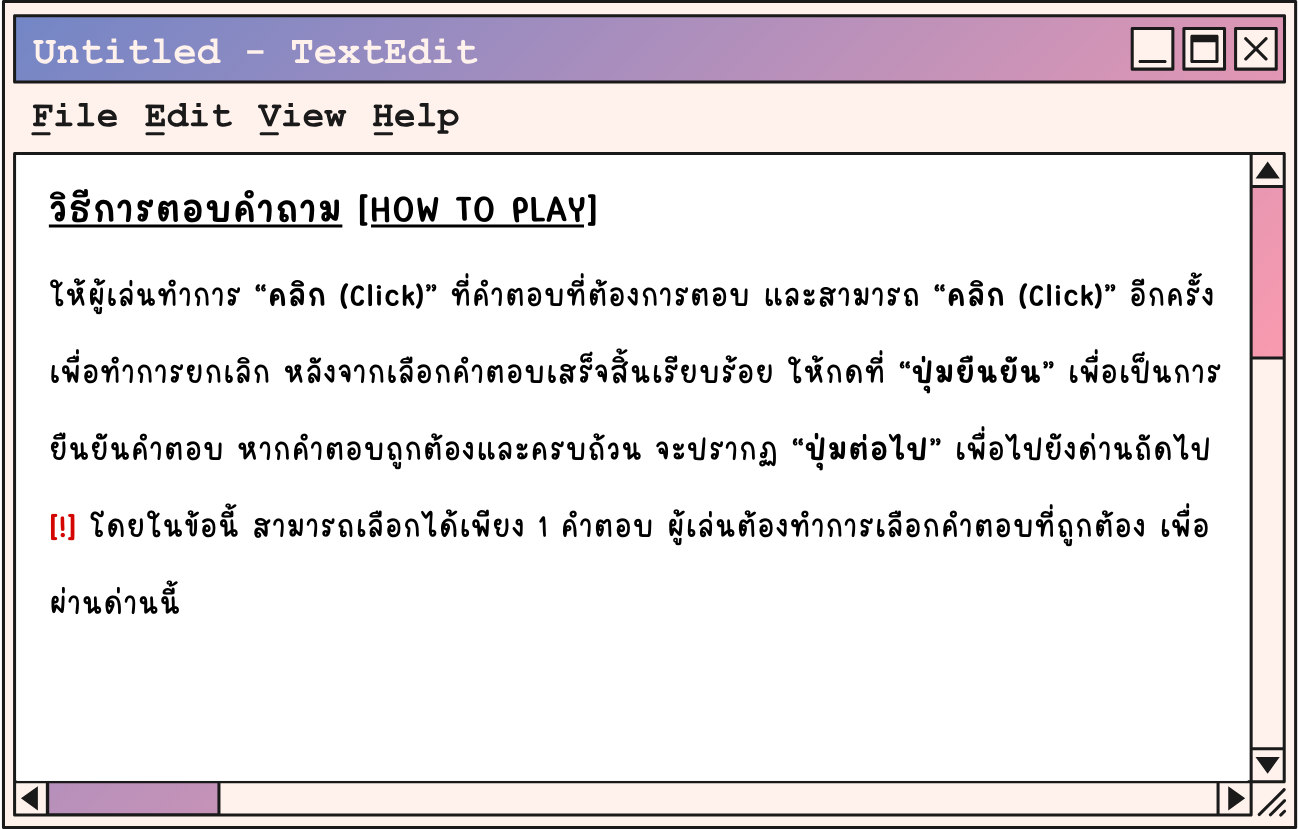 Untitled - TextEdit
File Edit View Help
วิธีการตอบคำถาม [HOW TO PLAY]
ให้ผู้เล่นทำการ “คลิก (Click)” ที่คำตอบที่ต้องการตอบ และสามารถ “คลิก (Click)” อีกครั้ง
เพื่อทำการยกเลิก หลังจากเลือกคำตอบเสร็จสิ้นเรียบร้อย ให้กดที่ “ปุ่มยืนยัน” เพื่อเป็นการ
ยืนยันคำตอบ หากคำตอบถูกต้องและครบถ้วน จะปรากฏ “ปุ่มต่อไป” เพื่อไปยังด่านถัดไป
[!] โดยในข้อนี้ สามารถเลือกได้เพียง 1 คำตอบ ผู้เล่นต้องทำการเลือกคำตอบที่ถูกต้อง เพื่อ
ผ่านด่านนี้